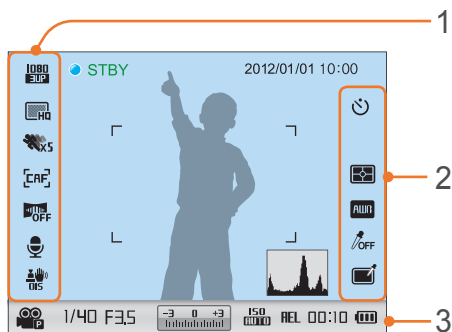 1
1080
30P
STBY
2012/01/01 10:00
HQ
x5
2
CAF
AWB
OFF
OFF
OIS
P
1/40 F3.5
-3 0 +3
ISO
AUTO
AEL 00:10
3